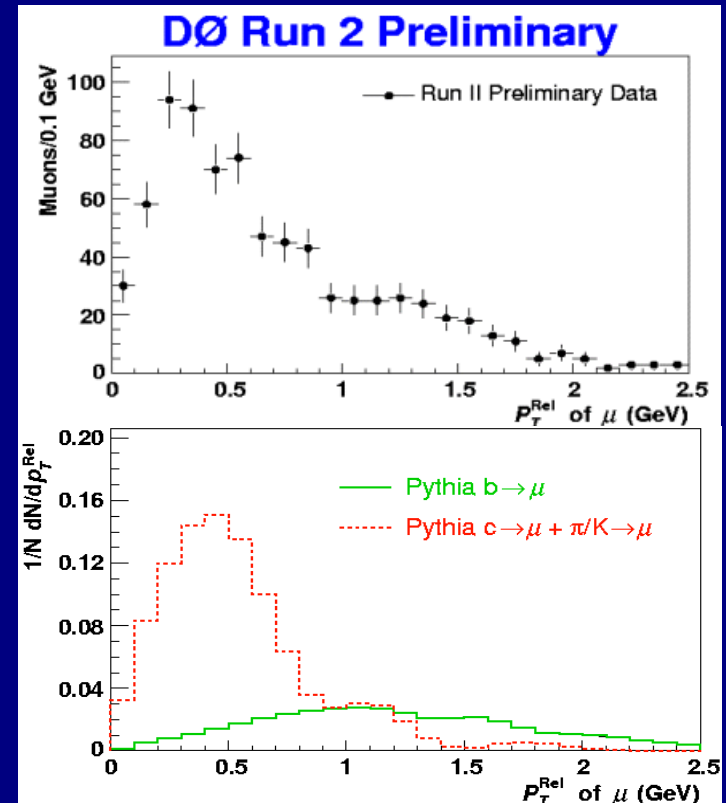 DØ Run 2 Preliminary
Muons/0.1 GeV
100
80
60
40
20
0
Run II Preliminary Data
0 0.5 1 1.5 2 2.5
P_T^Rel of μ (GeV)
1/N dN/dp_T^Rel
0.20
0.16
0.12
0.08
0.04
0
Pythia b→μ
Pythia c→μ + π/K→μ
0 0.5 1 1.5 2 2.5
P_T^Rel of μ (GeV)